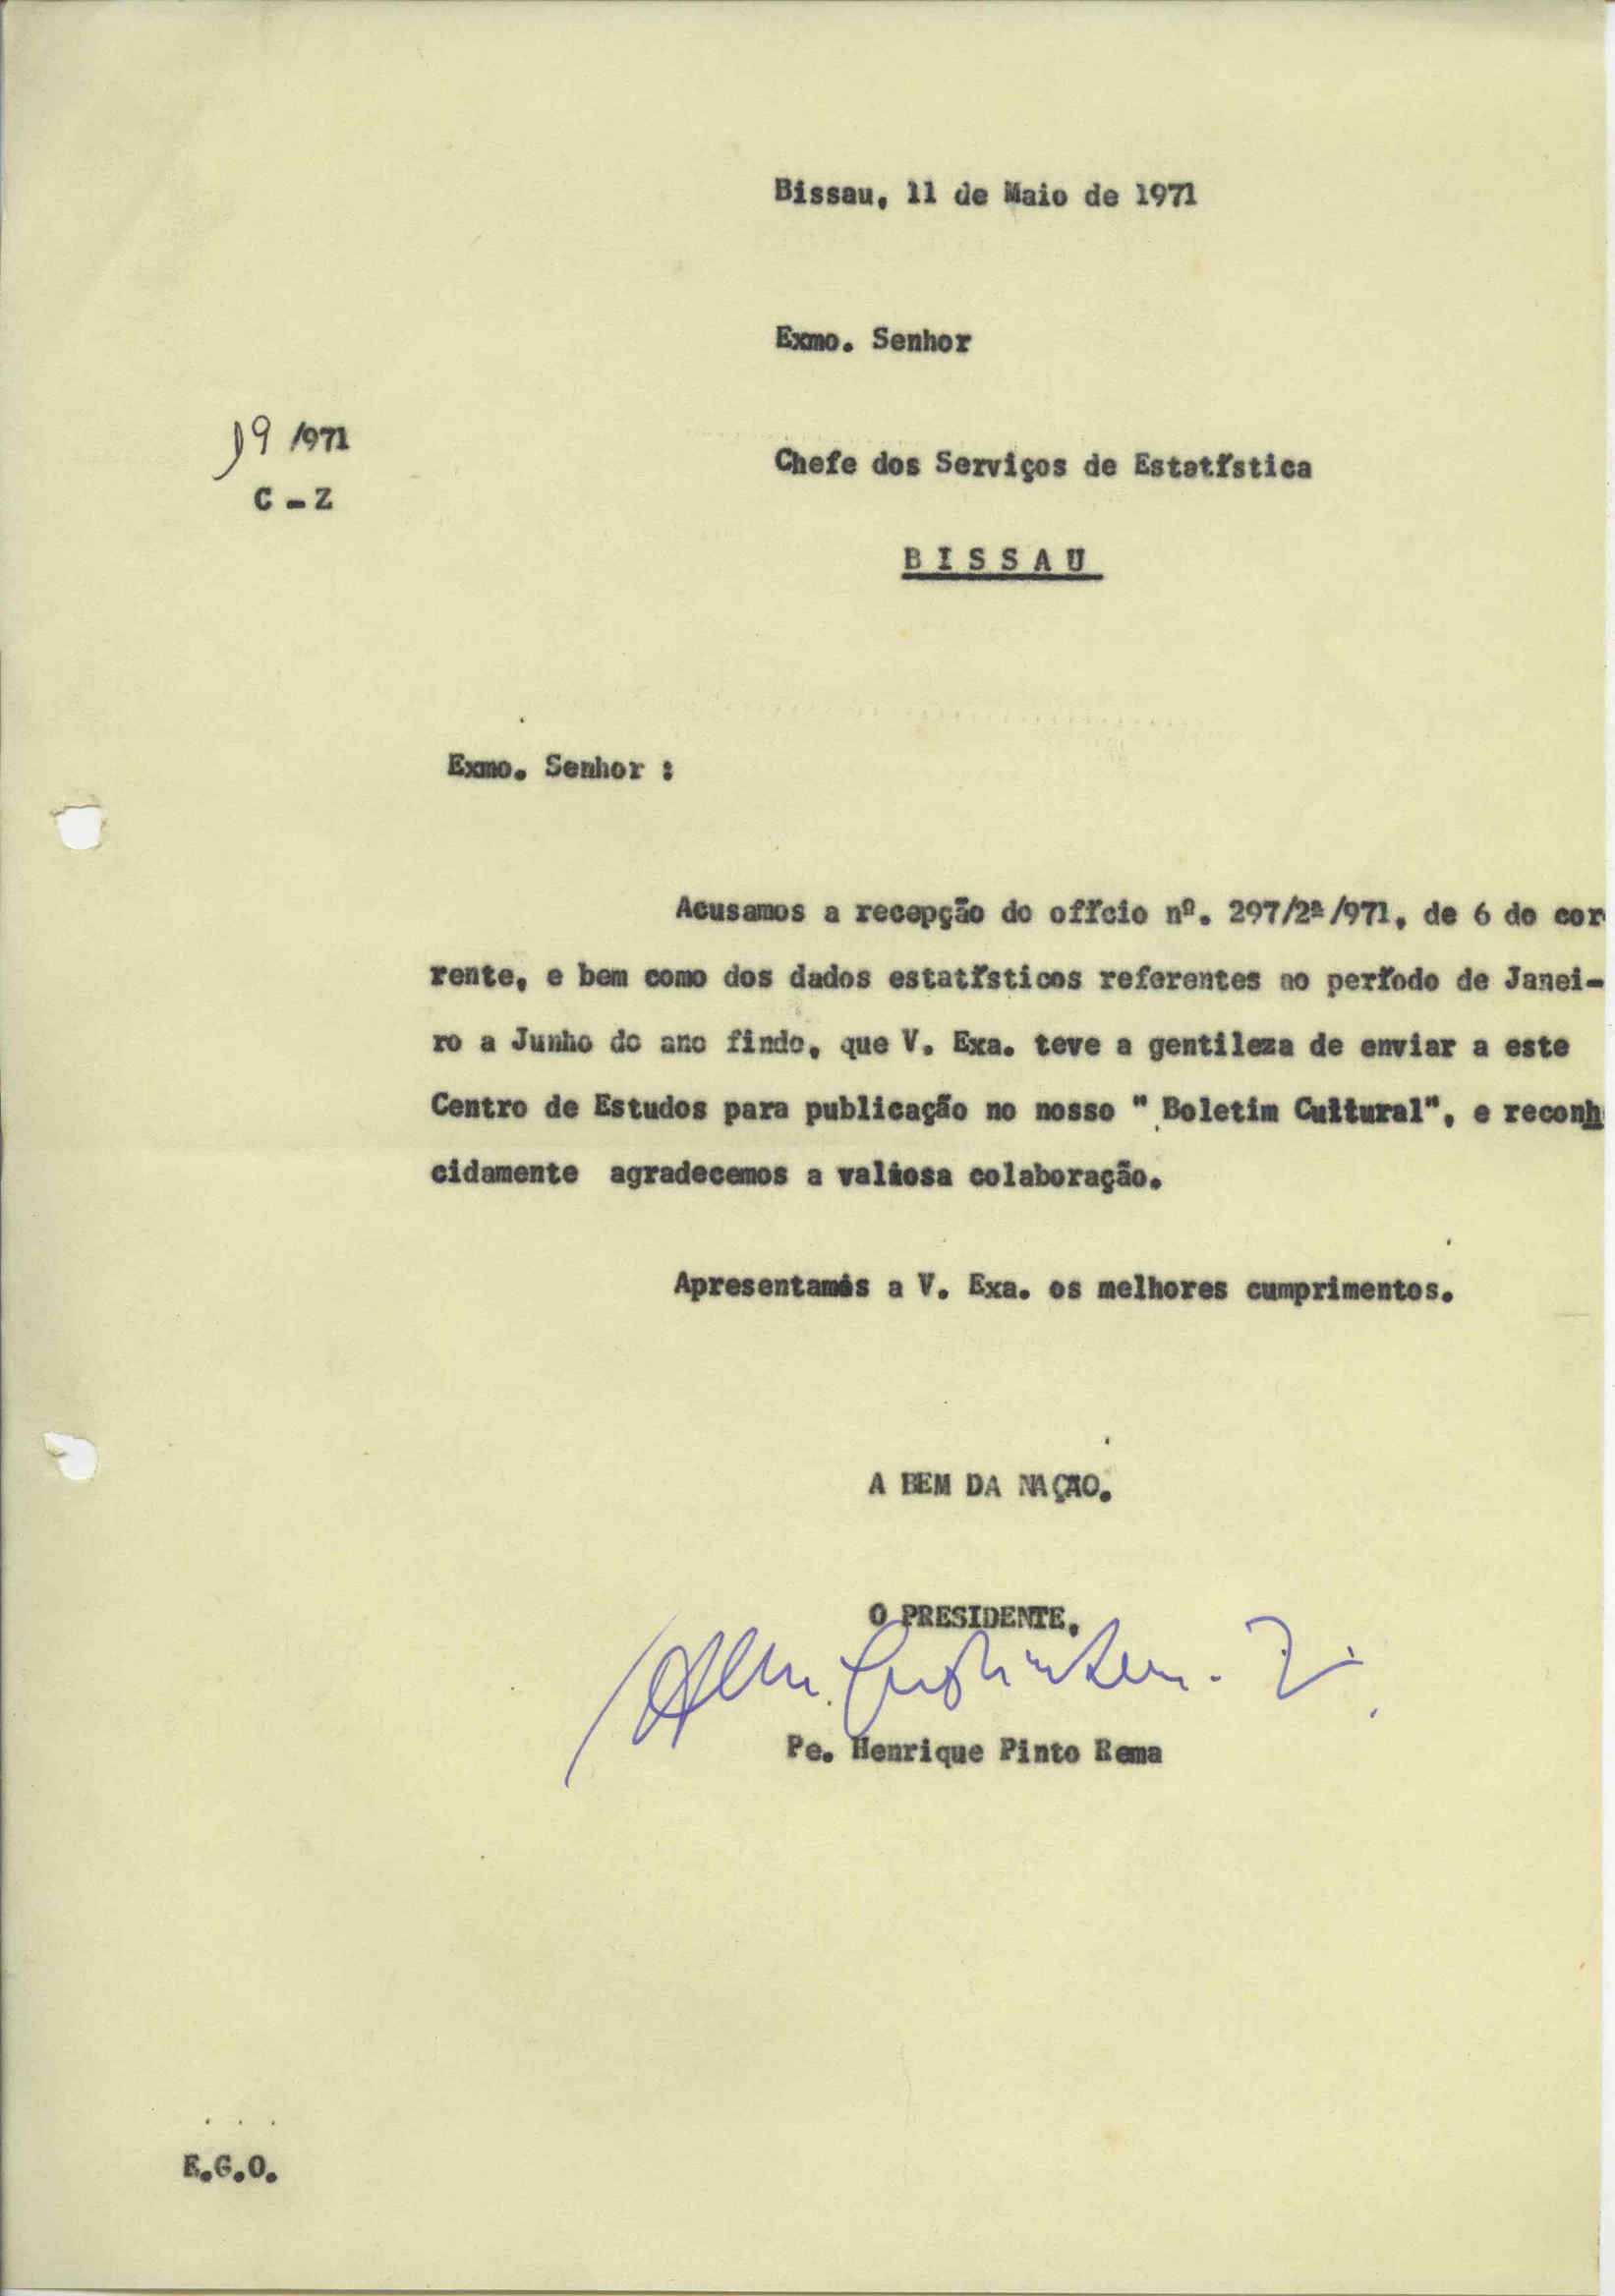 Bissau, 11 de Maio de 1971
Exmo. Senhor
19 /971
Chefe dos Serviços de Estatística
C - Z
BISSAU
Exmo. Senhor :
Acusamos a recepção do ofício nº. 297/2ª/971, de 6 do cor
rente, e bem como dos dados estatísticos referentes ao período de Janei-
ro a Junho do ano findo, que V. Exa. teve a gentileza de enviar a este
Centro de Estudos para publicação no nosso " Boletim Cultural", e reconh
cidamente agradecemos a valiosa colaboração.
Apresentamos a V. Exa. os melhores cumprimentos.
A BEM DA NAÇÃO.
O PRESIDENTE,
Pe. Henrique Pinto Rema
E.G.O.